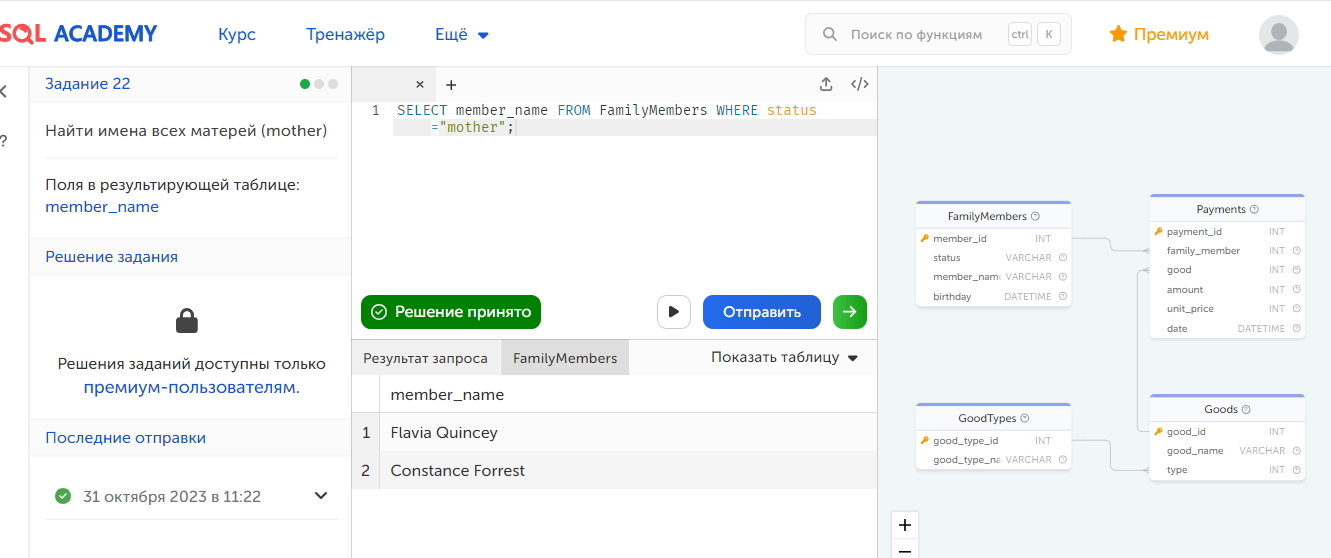 SQL ACADEMY
Курс
Тренажёр
Ещё
Поиск по функциям
ctrl
K
Премиум
Задание 22
Найти имена всех матерей (mother)
Поля в результирующей таблице:
member_name
Решение задания
Решения заданий доступны только
премиум-пользователям.
Последние отправки
31 октября 2023 в 11:22
?
× +
</>
1 SELECT member_name FROM FamilyMembers WHERE status
="mother";
Решение принято
Отправить
Результат запроса
FamilyMembers
Показать таблицу
member_name
1 Flavia Quincey
2 Constance Forrest
FamilyMembers
member_id INT
status VARCHAR
member_name VARCHAR
birthday DATETIME
Payments
payment_id INT
family_member INT
good INT
amount INT
unit_price INT
date DATETIME
GoodTypes
good_type_id INT
good_type_na VARCHAR
Goods
good_id INT
good_name VARCHAR
type INT
+
−